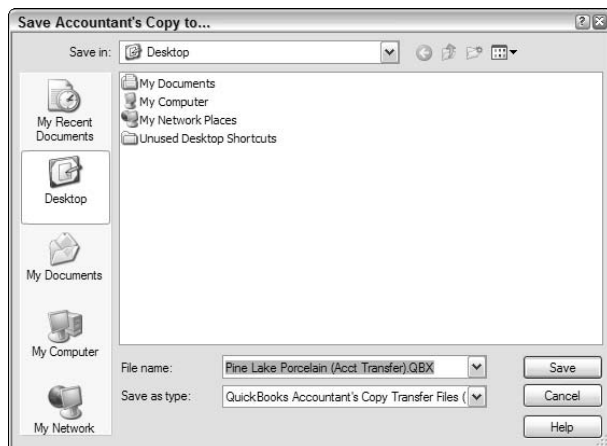 Save Accountant's Copy to...
Save in:
Desktop
My Recent
Documents
Desktop
My Documents
My Computer
My Network
My Documents
My Computer
My Network Places
Unused Desktop Shortcuts
File name:
Pine Lake Porcelain (Acct Transfer).QBX
Save
Save as type:
QuickBooks Accountant's Copy Transfer Files (
Cancel
Help